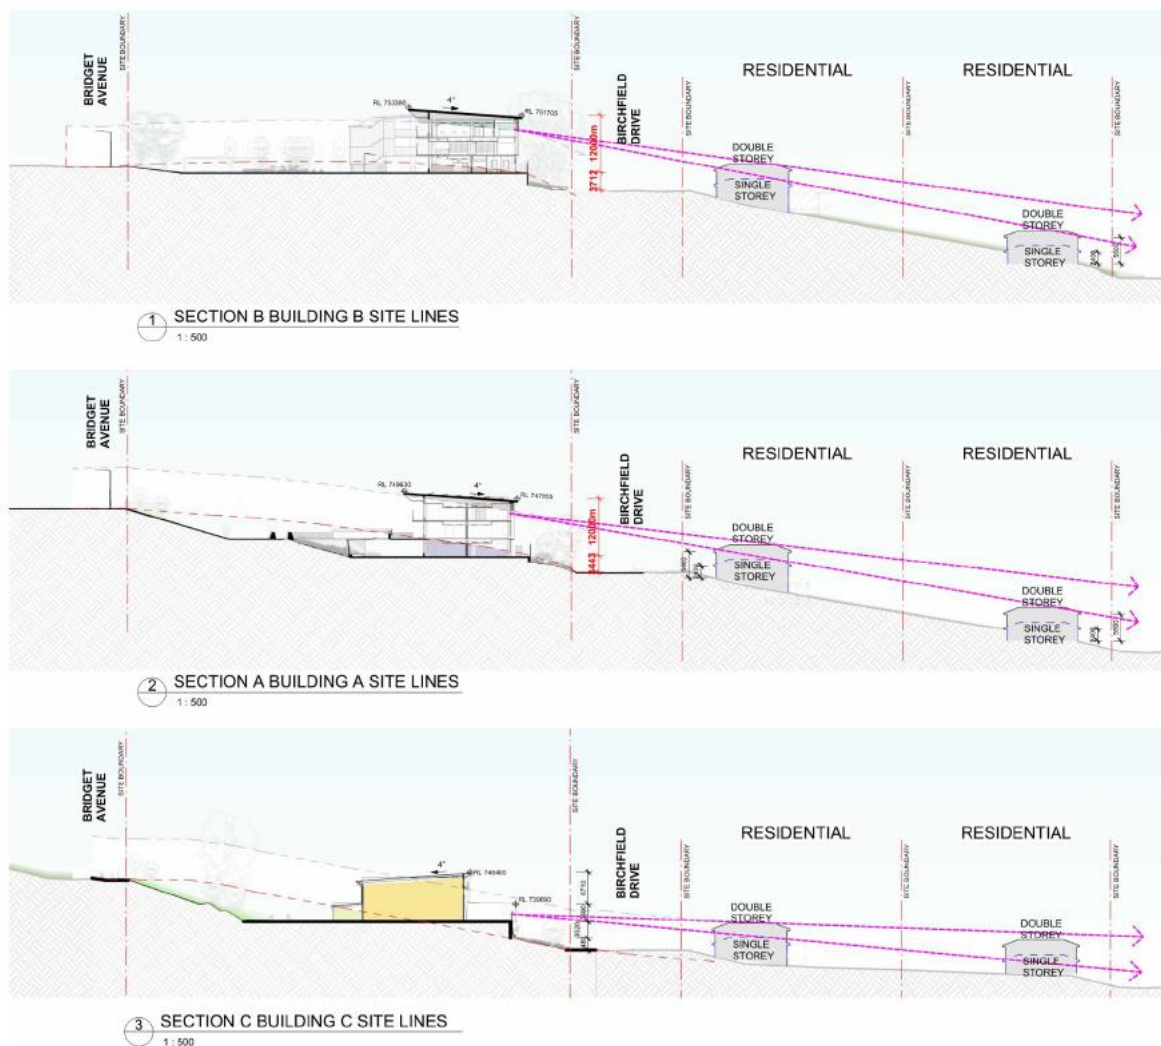 BRIDGET
AVENUE
SITE BOUNDARY
SITE BOUNDARY
BIRCHFIELD
DRIVE
SITE BOUNDARY
RESIDENTIAL
SITE BOUNDARY
RESIDENTIAL
SITE BOUNDARY
RL 753380
4°
RL 751705
12000m
3712
DOUBLE
STOREY
SINGLE
STOREY
DOUBLE
STOREY
SINGLE
STOREY
1
SECTION B BUILDING B SITE LINES
1 : 500
BRIDGET
AVENUE
SITE BOUNDARY
SITE BOUNDARY
BIRCHFIELD
DRIVE
SITE BOUNDARY
RESIDENTIAL
SITE BOUNDARY
RESIDENTIAL
SITE BOUNDARY
RL 749630
4°
RL 747955
12000m
DOUBLE
STOREY
SINGLE
STOREY
DOUBLE
STOREY
SINGLE
STOREY
2
SECTION A BUILDING A SITE LINES
1 : 500
BRIDGET
AVENUE
SITE BOUNDARY
SITE BOUNDARY
BIRCHFIELD
DRIVE
SITE BOUNDARY
RESIDENTIAL
SITE BOUNDARY
RESIDENTIAL
SITE BOUNDARY
4°
RL 739690
DOUBLE
STOREY
SINGLE
STOREY
DOUBLE
STOREY
SINGLE
STOREY
3
SECTION C BUILDING C SITE LINES
1 : 500